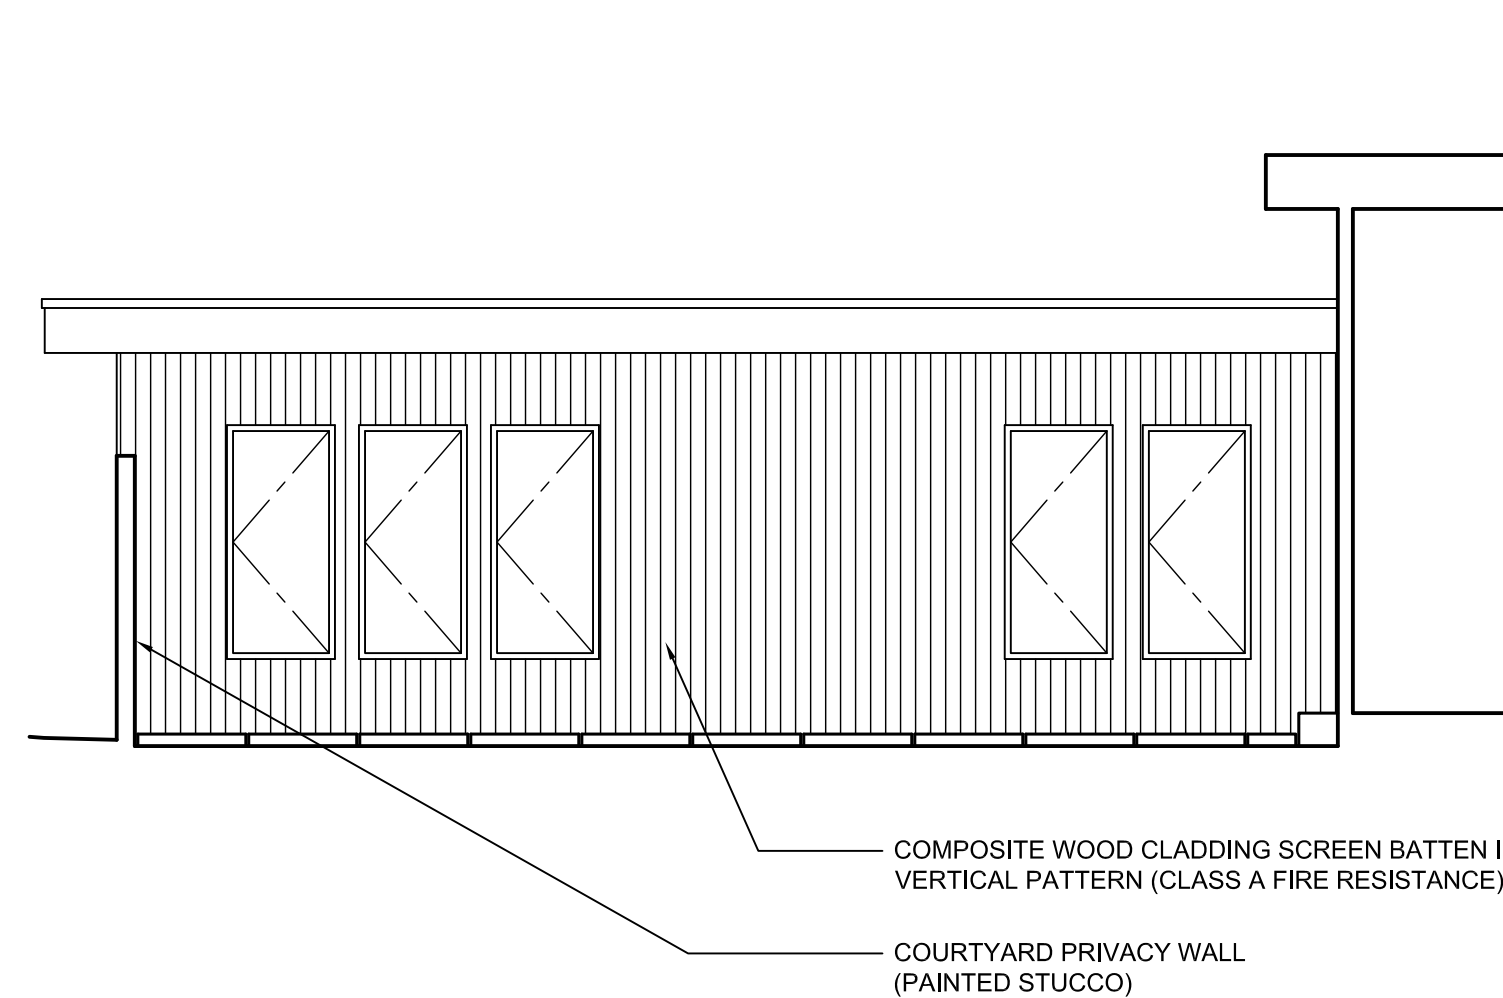 COMPOSITE WOOD CLADDING SCREEN BATTEN
VERTICAL PATTERN (CLASS A FIRE RESISTANCE)
COURTYARD PRIVACY WALL
(PAINTED STUCCO)